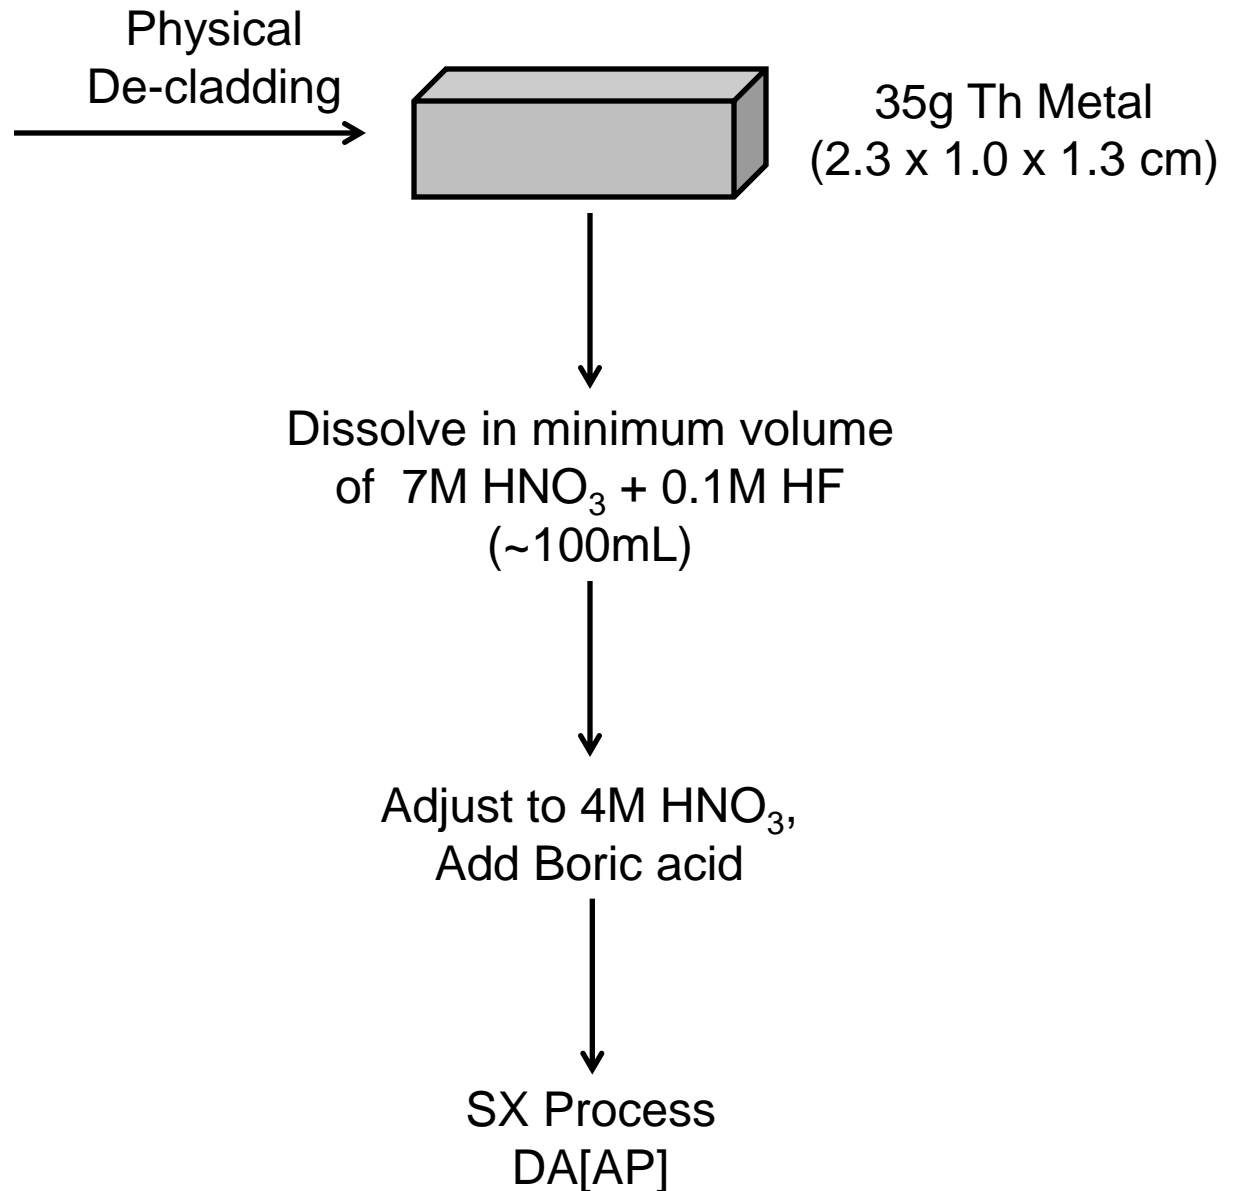 Physical
De-cladding
35g Th Metal
(2.3 x 1.0 x 1.3 cm)
Dissolve in minimum volume
of 7M HNO₃ + 0.1M HF
(~100mL)
Adjust to 4M HNO₃,
Add Boric acid
SX Process
DA[AP]